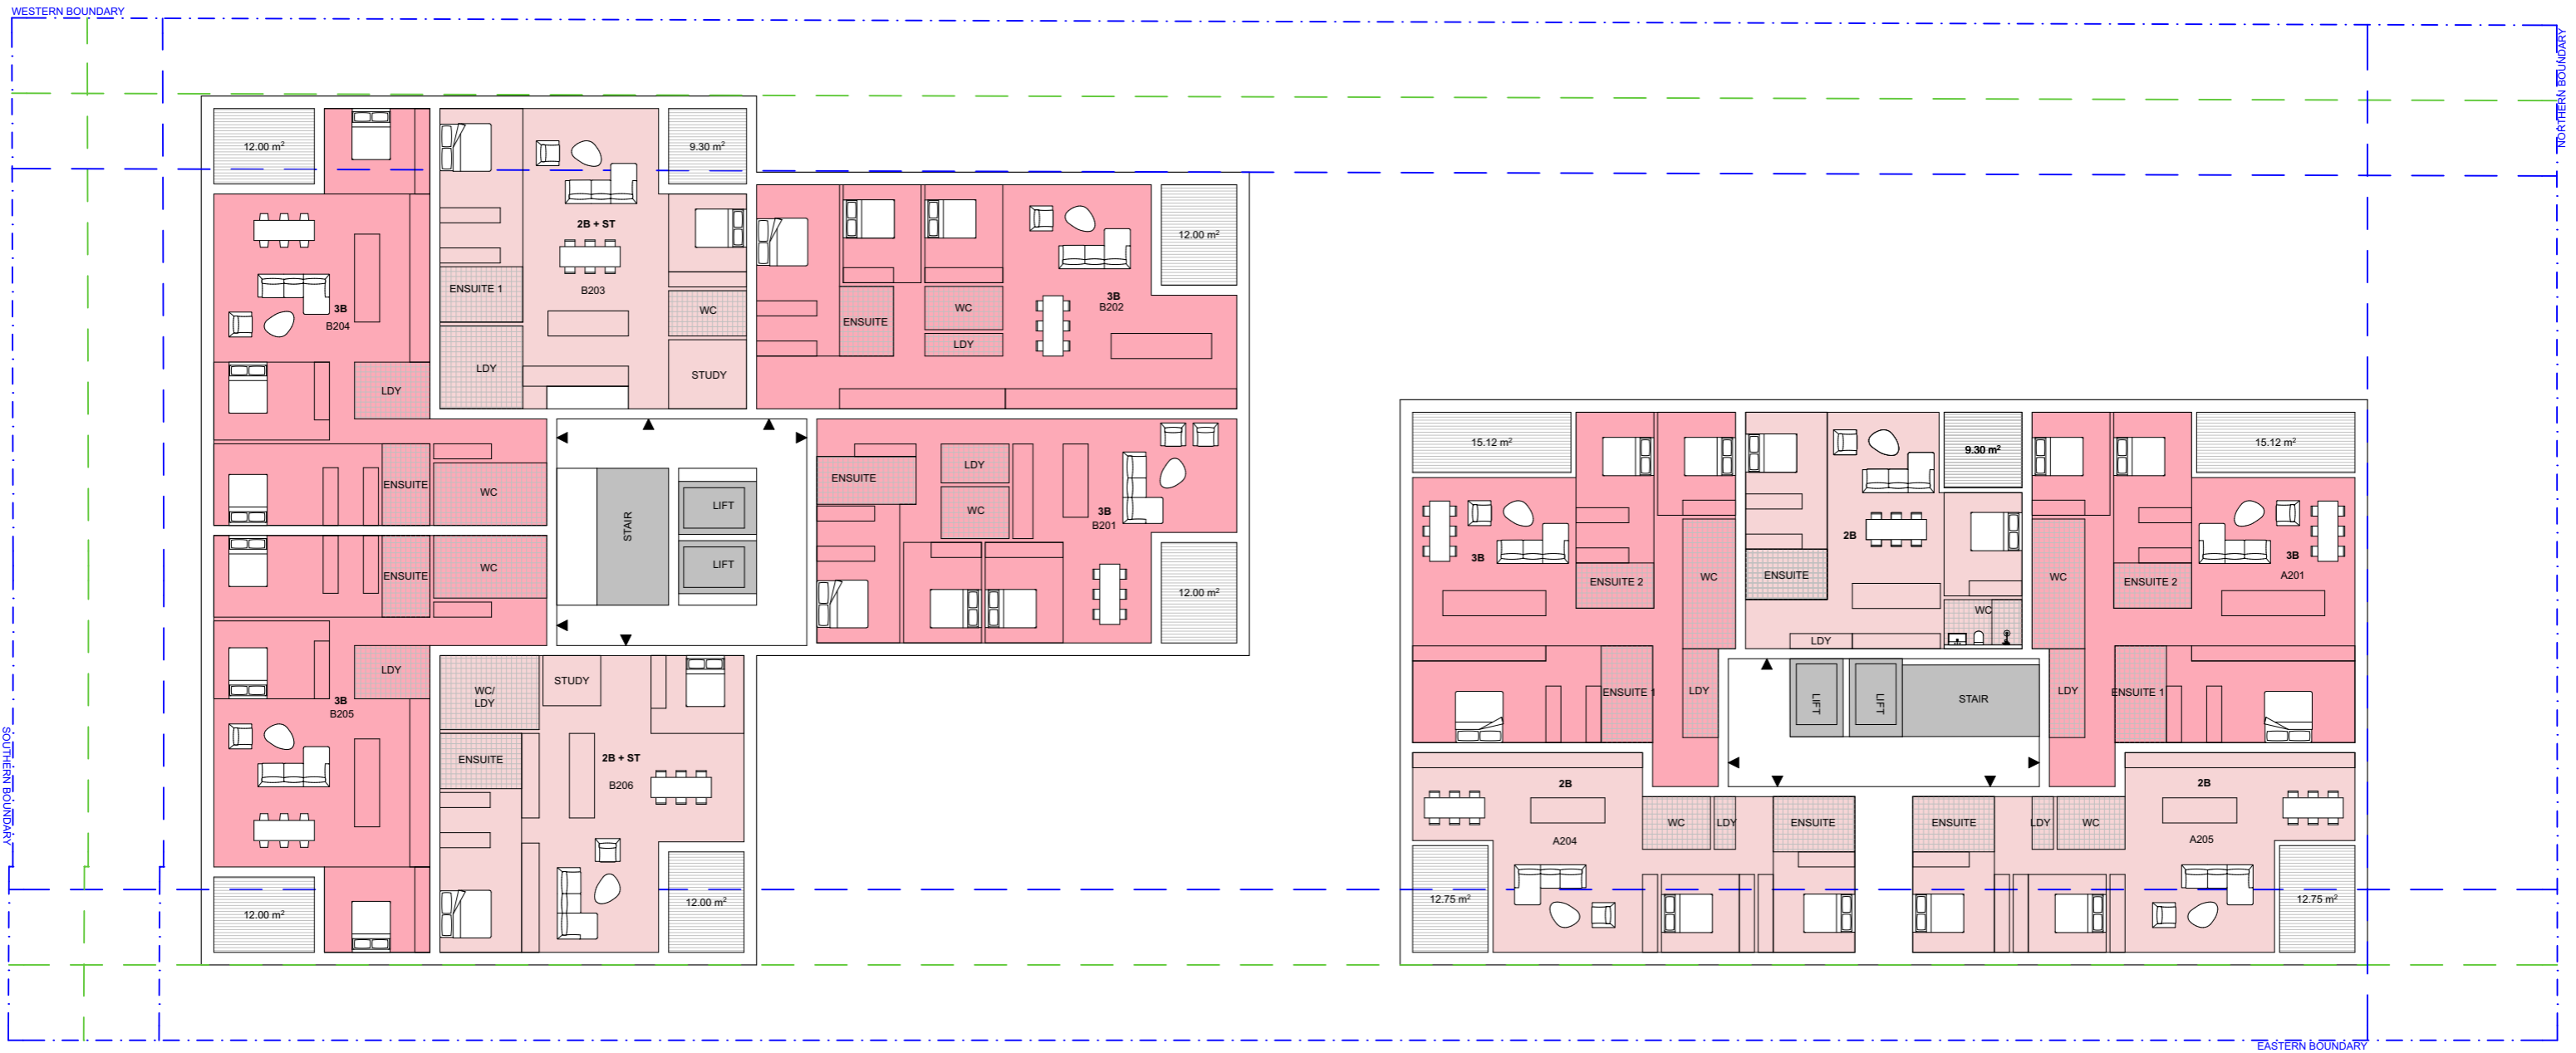 WESTERN BOUNDARY
NORTHERN BOUNDARY
12.00 m²
9.30 m²
2B + ST
B203
ENSUITE 1
WC
LDY
STUDY
3B
B204
LDY
ENSUITE
WC
12.00 m²
3B
B202
ENSUITE
WC
LDY
STAIR
LIFT
LIFT
ENSUITE
LDY
WC
3B
B201
12.00 m²
ENSUITE
WC
LDY
3B
B205
12.00 m²
WC/
LDY
STUDY
ENSUITE
2B + ST
B206
12.00 m²
SOUTHERN BOUNDARY
15.12 m²
3B
ENSUITE 2
WC
ENSUITE 1
LDY
9.30 m²
2B
ENSUITE
WC
LDY
15.12 m²
3B
A201
WC
ENSUITE 2
LDY
ENSUITE 1
LIFT
LIFT
STAIR
2B
A204
WC
LDY
ENSUITE
12.75 m²
ENSUITE
LDY
WC
2B
A205
12.75 m²
EASTERN BOUNDARY